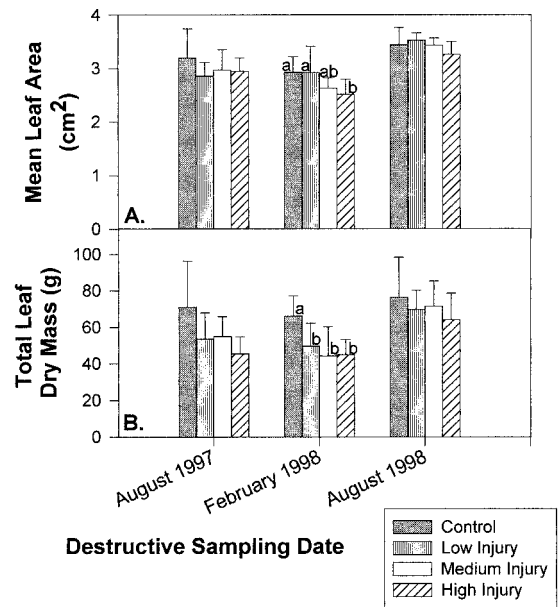 4
3
2
1
0
Mean Leaf Area
(cm²)
a a ab b
A.
100
80
60
40
20
0
Total Leaf
Dry Mass (g)
a b b b
B.
August 1997
February 1998
August 1998
Destructive Sampling Date
Control
Low Injury
Medium Injury
High Injury